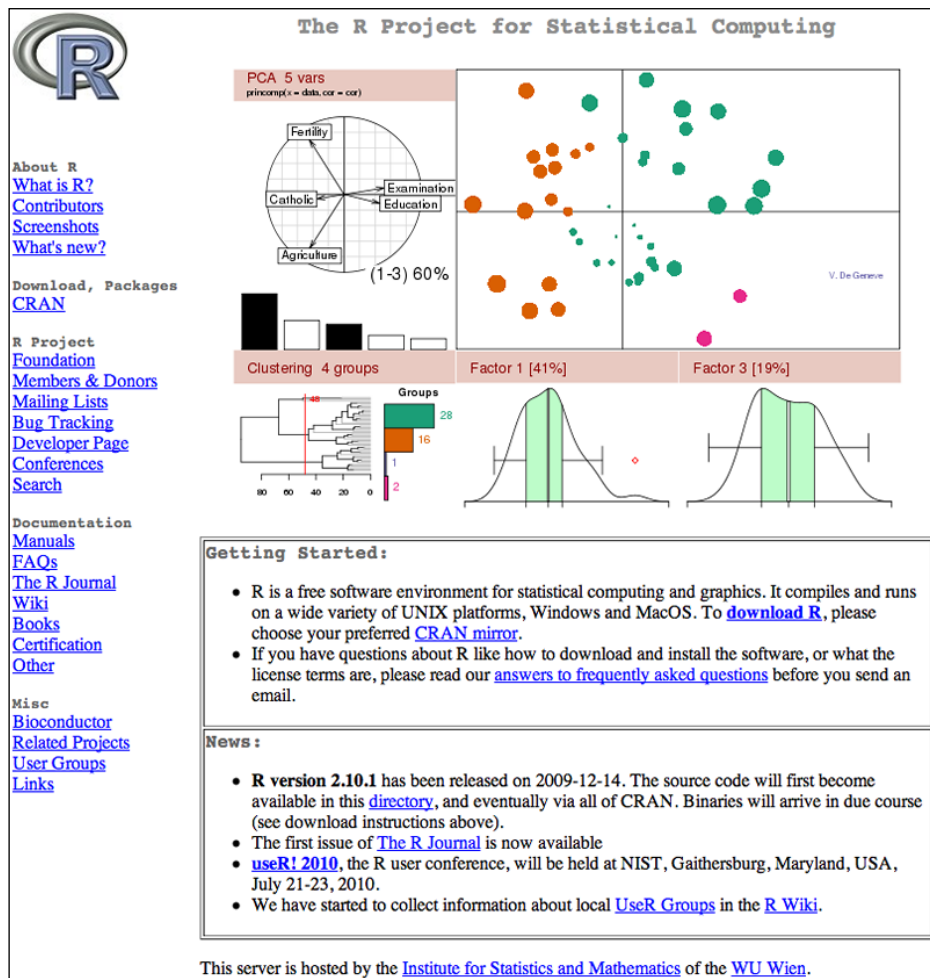 R
The R Project for Statistical Computing
About R
What is R?
Contributors
Screenshots
What's new?
Download, Packages
CRAN
R Project
Foundation
Members & Donors
Mailing Lists
Bug Tracking
Developer Page
Conferences
Search
Documentation
Manuals
FAQs
The R Journal
Wiki
Books
Certification
Other
Misc
Bioconductor
Related Projects
User Groups
Links
PCA 5 vars
princomp(x = data, cor = cor)
Fertility
Examination
Catholic
Education
Agriculture
(1-3) 60%
V. De Geneve
Clustering 4 groups
Factor 1 [41%]
Factor 3 [19%]
48
Groups
28
16
1
2
80 60 40 20 0
Getting Started:
• R is a free software environment for statistical computing and graphics. It compiles and runs
on a wide variety of UNIX platforms, Windows and MacOS. To download R, please
choose your preferred CRAN mirror.
• If you have questions about R like how to download and install the software, or what the
license terms are, please read our answers to frequently asked questions before you send an
email.
News:
• R version 2.10.1 has been released on 2009-12-14. The source code will first become
available in this directory, and eventually via all of CRAN. Binaries will arrive in due course
(see download instructions above).
• The first issue of The R Journal is now available
• useR! 2010, the R user conference, will be held at NIST, Gaithersburg, Maryland, USA,
July 21-23, 2010.
• We have started to collect information about local UseR Groups in the R Wiki.
This server is hosted by the Institute for Statistics and Mathematics of the WU Wien.